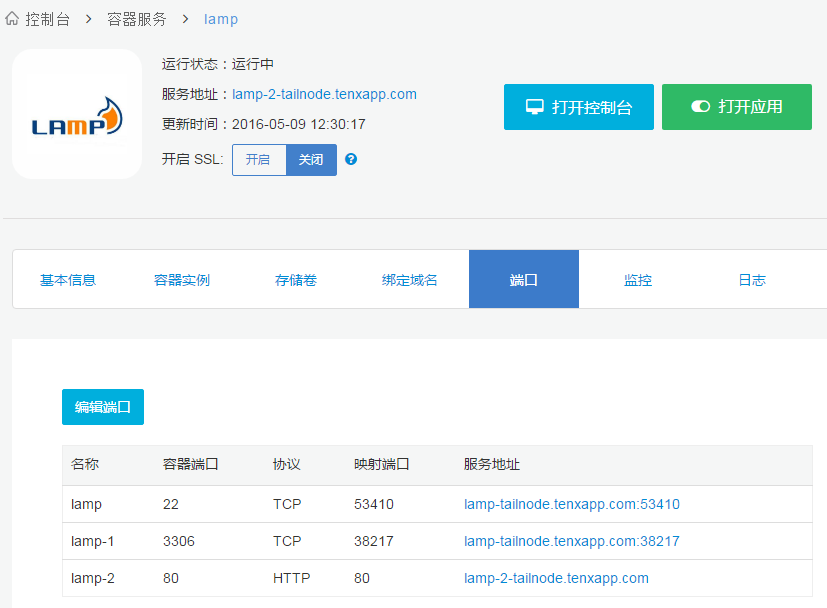 控制台 > 容器服务 > lamp
LAMP
运行状态：运行中
服务地址：lamp-2-tailnode.tenxapp.com
更新时间：2016-05-09 12:30:17
开启 SSL: 开启 关闭 ?
打开控制台 打开应用
基本信息 容器实例 存储卷 绑定域名 端口 监控 日志
编辑端口
名称 容器端口 协议 映射端口 服务地址
lamp 22 TCP 53410 lamp-tailnode.tenxapp.com:53410
lamp-1 3306 TCP 38217 lamp-tailnode.tenxapp.com:38217
lamp-2 80 HTTP 80 lamp-2-tailnode.tenxapp.com